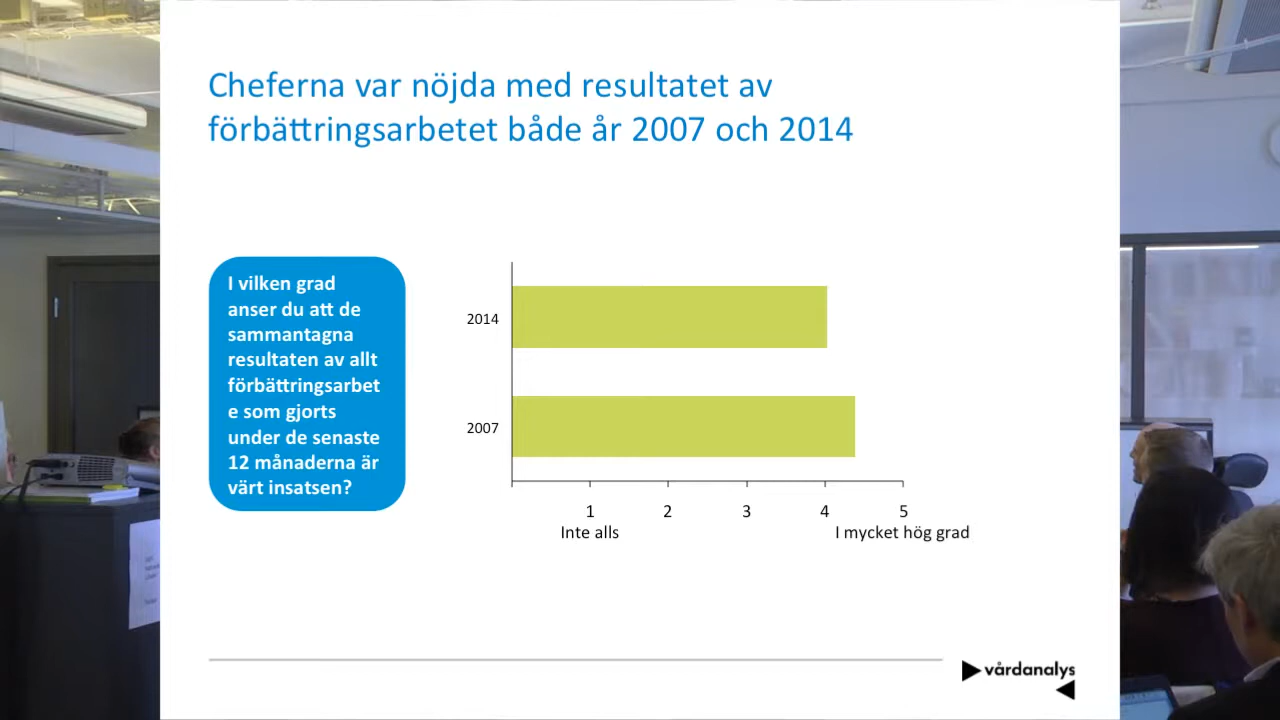 Cheferna var nöjda med resultatet av
förbättringsarbetet både år 2007 och 2014
I vilken grad
anser du att de
sammantagna
resultaten av allt
förbättringsarbet
e som gjorts
under de senaste
12 månaderna är
värt insatsen?
2014
2007
1 2 3 4 5
Inte alls I mycket hög grad
vårdanalys